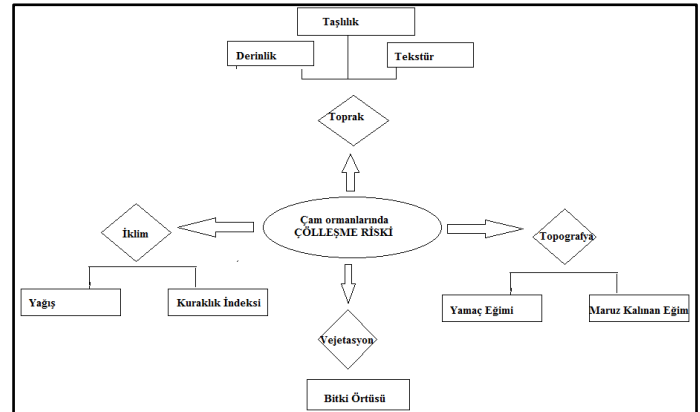 Taşlılık
Derinlik
Tekstür
Toprak
Çam ormanlarında
ÇÖLLEŞME RİSKİ
İklim
Topografya
Yağış
Kuraklık İndeksi
Yamaç Eğimi
Maruz Kalınan Eğim
Vejetasyon
Bitki Örtüsü